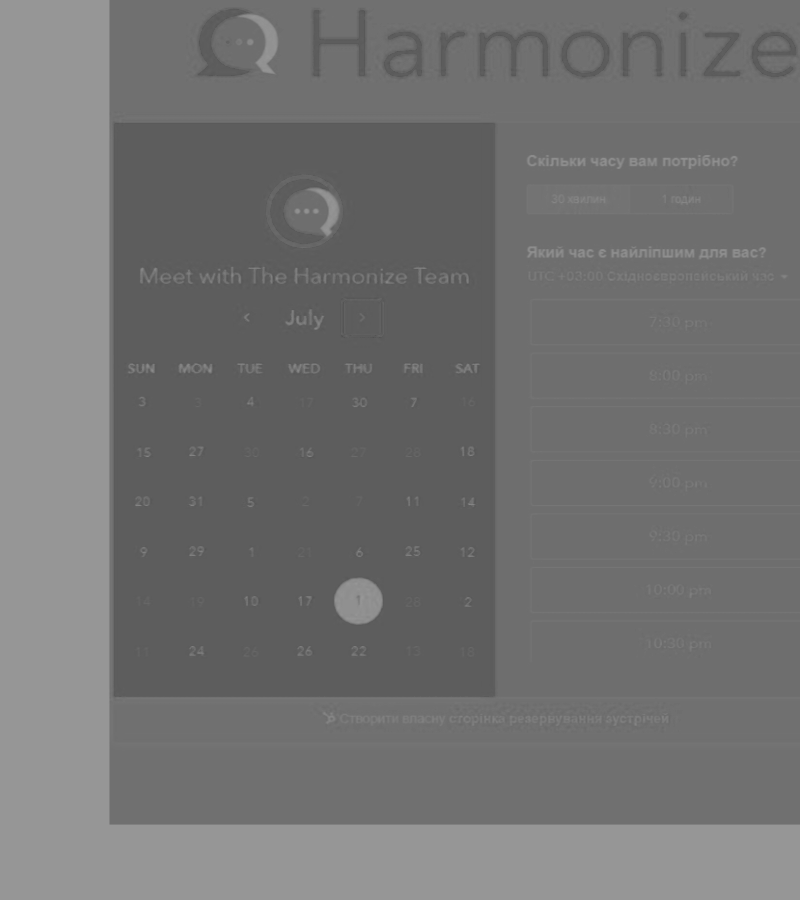 Harmonize
Meet with The Harmonize Team
July
SUN MON TUE WED THU FRI SAT
3 3 4 17 30 7 16
15 27 30 16 27 28 18
20 31 5 2 7 11 14
9 29 1 21 6 25 12
14 19 10 17 1 28 2
11 24 26 26 22 13 18
Скільки часу вам потрібно?
30 хвилин 1 годин
Який час є найліпшим для вас?
UTC +03:00 Східноєвропейський час
7:30 pm
8:00 pm
8:30 pm
9:00 pm
9:30 pm
10:00 pm
10:30 pm
Створити власну сторінка резервування зустрічей